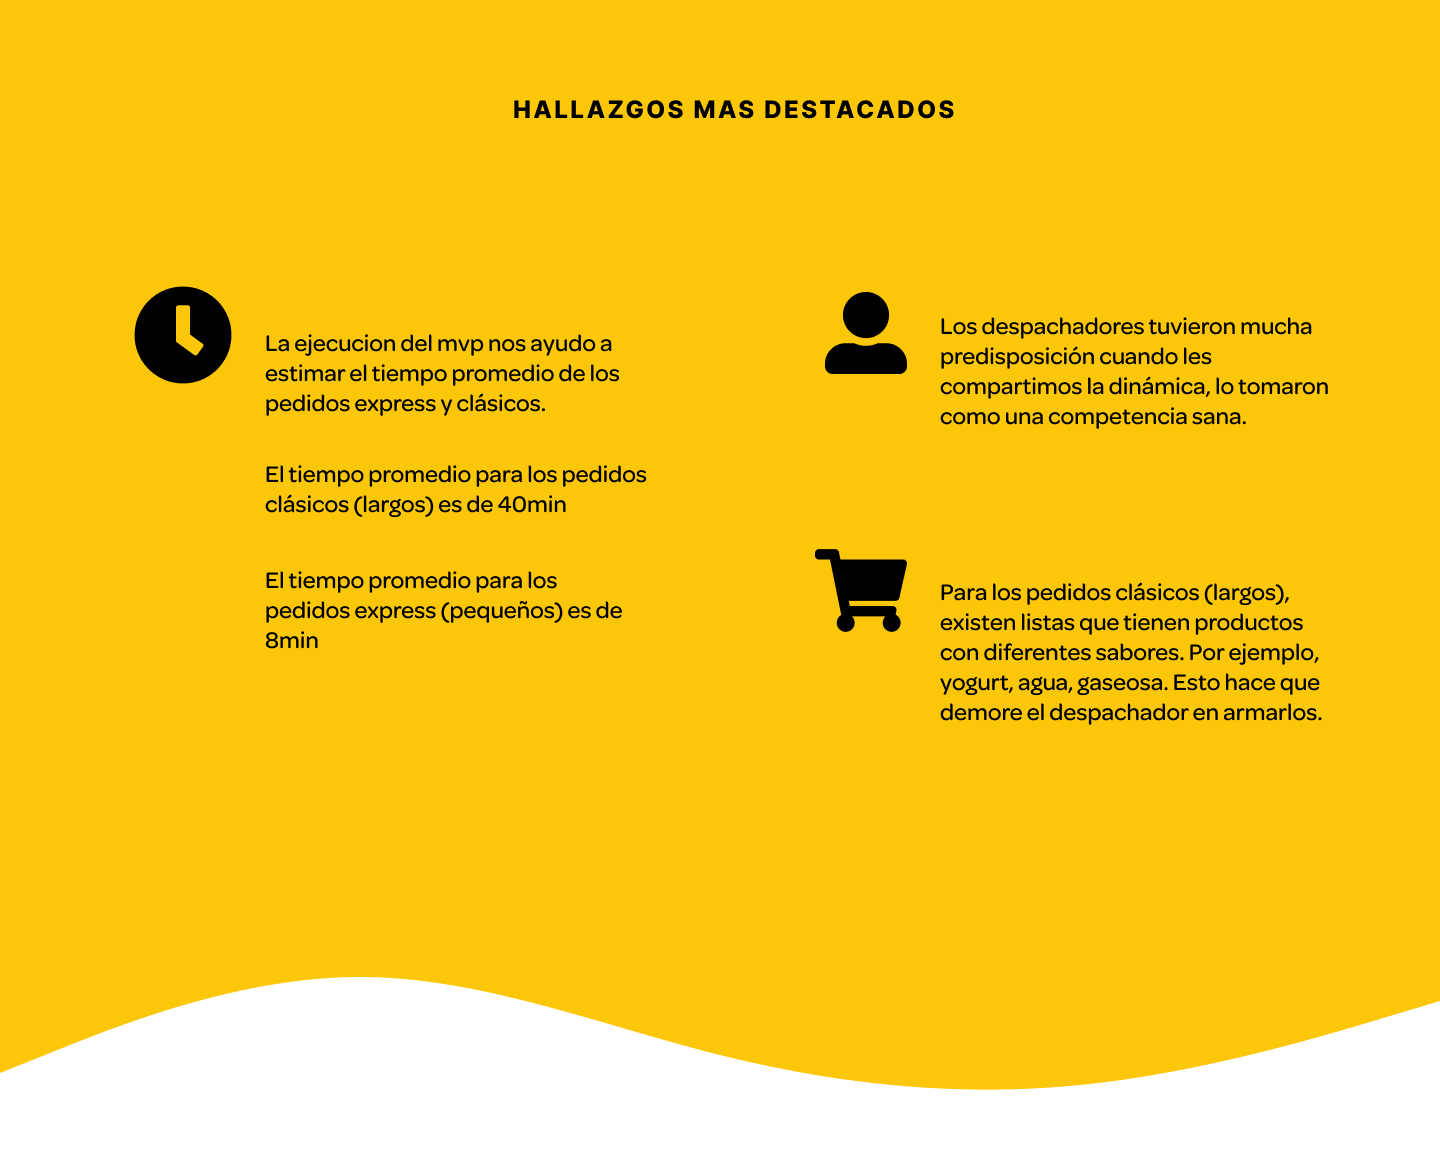 HALLAZGOS MAS DESTACADOS
La ejecucion del mvp nos ayudo a
estimar el tiempo promedio de los
pedidos express y clásicos.
El tiempo promedio para los pedidos
clásicos (largos) es de 40min
El tiempo promedio para los
pedidos express (pequeños) es de
8min
Los despachadores tuvieron mucha
predisposición cuando les
compartimos la dinámica, lo tomaron
como una competencia sana.
Para los pedidos clásicos (largos),
existen listas que tienen productos
con diferentes sabores. Por ejemplo,
yogurt, agua, gaseosa. Esto hace que
demore el despachador en armarlos.